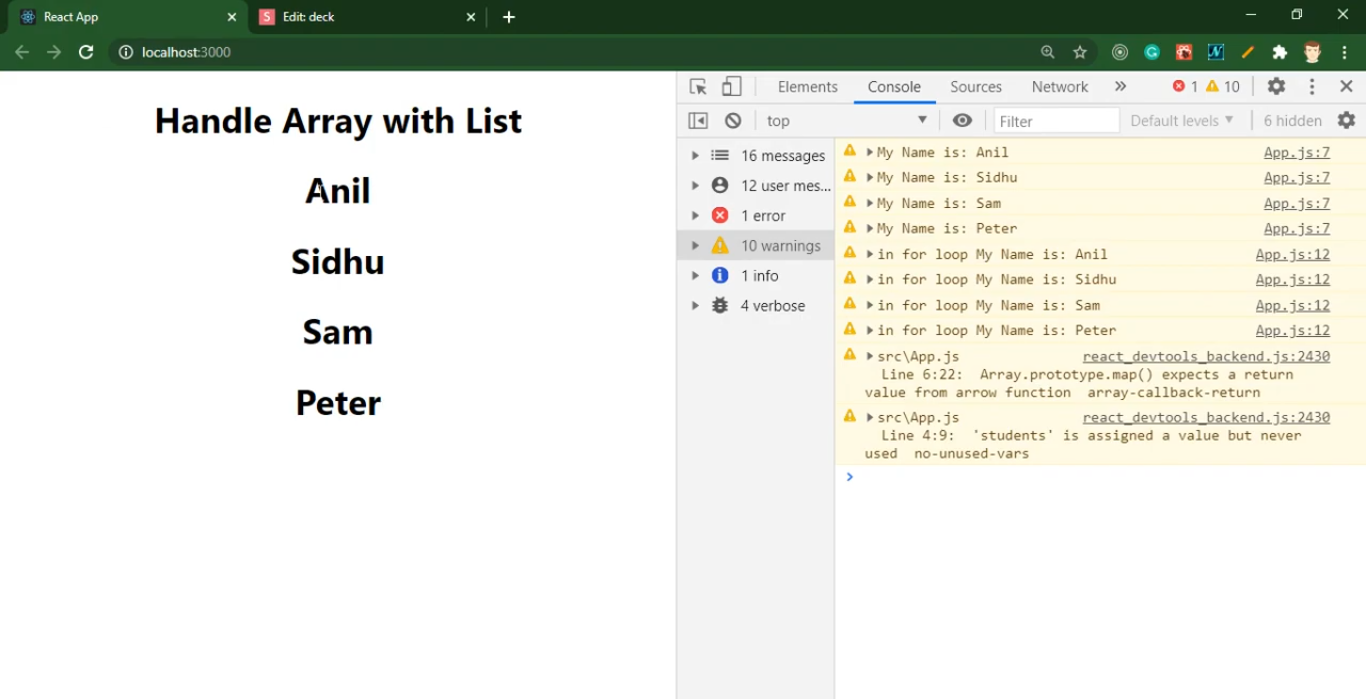 React App
S Edit: deck
localhost:3000
Handle Array with List
Anil
Sidhu
Sam
Peter
Elements Console Sources Network » 1 10
top Filter Default levels 6 hidden
16 messages
12 user mes...
1 error
10 warnings
1 info
4 verbose
My Name is: Anil App.js:7
My Name is: Sidhu App.js:7
My Name is: Sam App.js:7
My Name is: Peter App.js:7
in for loop My Name is: Anil App.js:12
in for loop My Name is: Sidhu App.js:12
in for loop My Name is: Sam App.js:12
in for loop My Name is: Peter App.js:12
src\App.js react_devtools_backend.js:2430
Line 6:22: Array.prototype.map() expects a return
value from arrow function array-callback-return
src\App.js react_devtools_backend.js:2430
Line 4:9: 'students' is assigned a value but never
used no-unused-vars